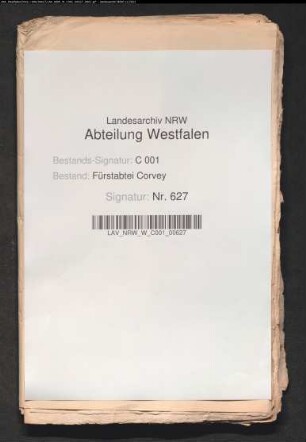 Landesarchiv NRW
Abteilung Westfalen
Bestands-Signatur: C 001
Bestand: Fürstabtei Corvey
Signatur: Nr. 627
LAV_NRW_W_C001_00627